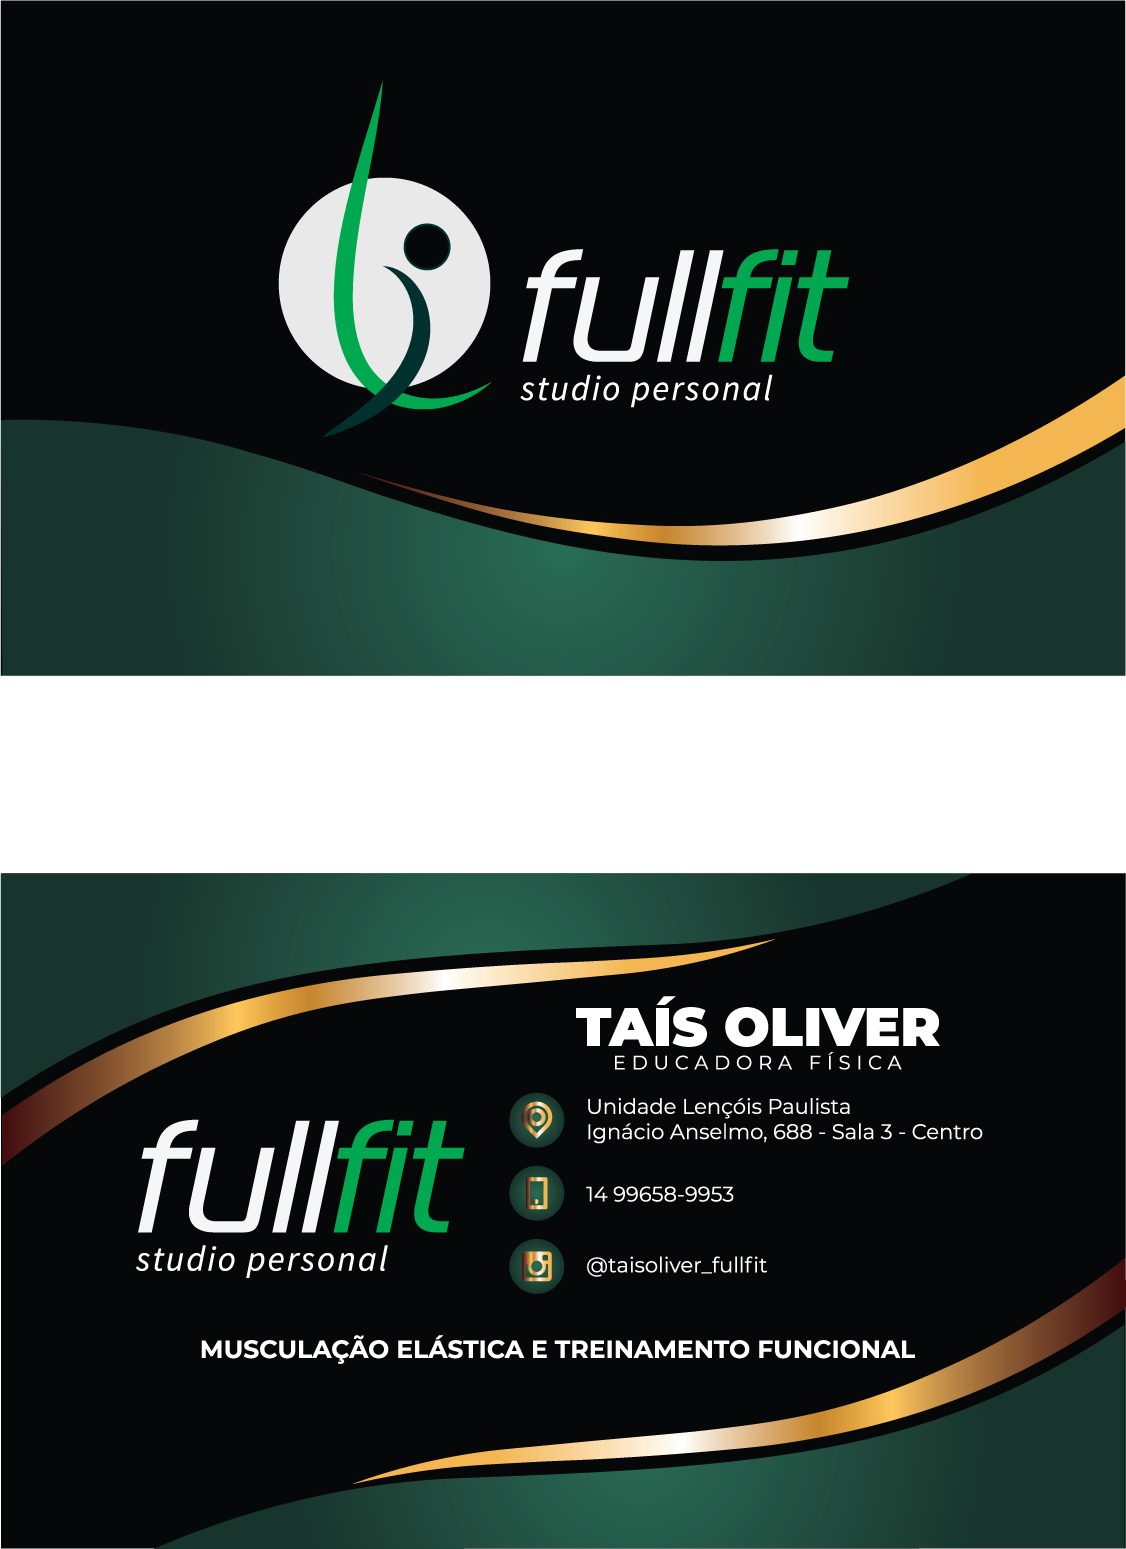 fullfit
studio personal
TAÍS OLIVER
EDUCADORA FÍSICA
Unidade Lençóis Paulista
Ignácio Anselmo, 688 - Sala 3 - Centro
fullfit
studio personal
14 99658-9953
@taisoliver_fullfit
MUSCULAÇÃO ELÁSTICA E TREINAMENTO FUNCIONAL